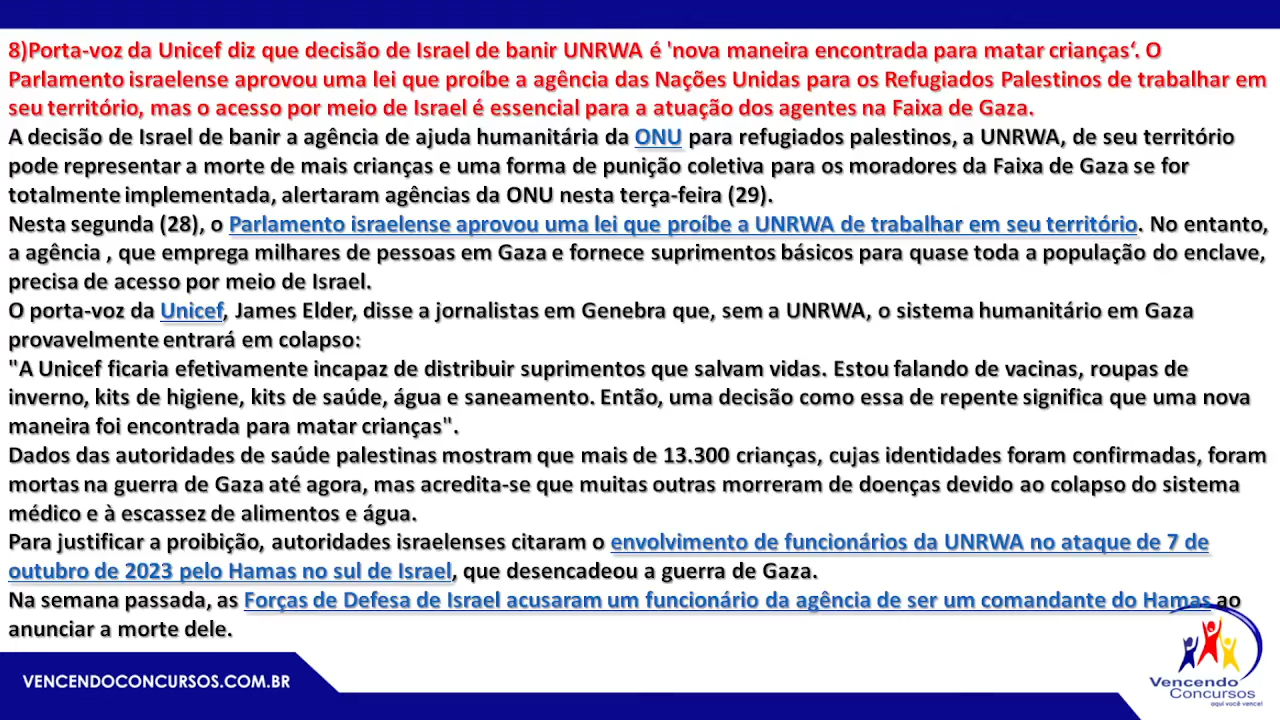 8)Porta-voz da Unicef diz que decisão de Israel de banir UNRWA é 'nova maneira encontrada para matar crianças‘. O
Parlamento israelense aprovou uma lei que proíbe a agência das Nações Unidas para os Refugiados Palestinos de trabalhar em
seu território, mas o acesso por meio de Israel é essencial para a atuação dos agentes na Faixa de Gaza.
A decisão de Israel de banir a agência de ajuda humanitária da ONU para refugiados palestinos, a UNRWA, de seu território
pode representar a morte de mais crianças e uma forma de punição coletiva para os moradores da Faixa de Gaza se for
totalmente implementada, alertaram agências da ONU nesta terça-feira (29).
Nesta segunda (28), o Parlamento israelense aprovou uma lei que proíbe a UNRWA de trabalhar em seu território. No entanto,
a agência , que emprega milhares de pessoas em Gaza e fornece suprimentos básicos para quase toda a população do enclave,
precisa de acesso por meio de Israel.
O porta-voz da Unicef, James Elder, disse a jornalistas em Genebra que, sem a UNRWA, o sistema humanitário em Gaza
provavelmente entrará em colapso:
"A Unicef ficaria efetivamente incapaz de distribuir suprimentos que salvam vidas. Estou falando de vacinas, roupas de
inverno, kits de higiene, kits de saúde, água e saneamento. Então, uma decisão como essa de repente significa que uma nova
maneira foi encontrada para matar crianças".
Dados das autoridades de saúde palestinas mostram que mais de 13.300 crianças, cujas identidades foram confirmadas, foram
mortas na guerra de Gaza até agora, mas acredita-se que muitas outras morreram de doenças devido ao colapso do sistema
médico e à escassez de alimentos e água.
Para justificar a proibição, autoridades israelenses citaram o envolvimento de funcionários da UNRWA no ataque de 7 de
outubro de 2023 pelo Hamas no sul de Israel, que desencadeou a guerra de Gaza.
Na semana passada, as Forças de Defesa de Israel acusaram um funcionário da agência de ser um comandante do Hamas ao
anunciar a morte dele.
VENCENDOCONCURSOS.COM.BR
Vencendo
Concursos
aqui você vence!